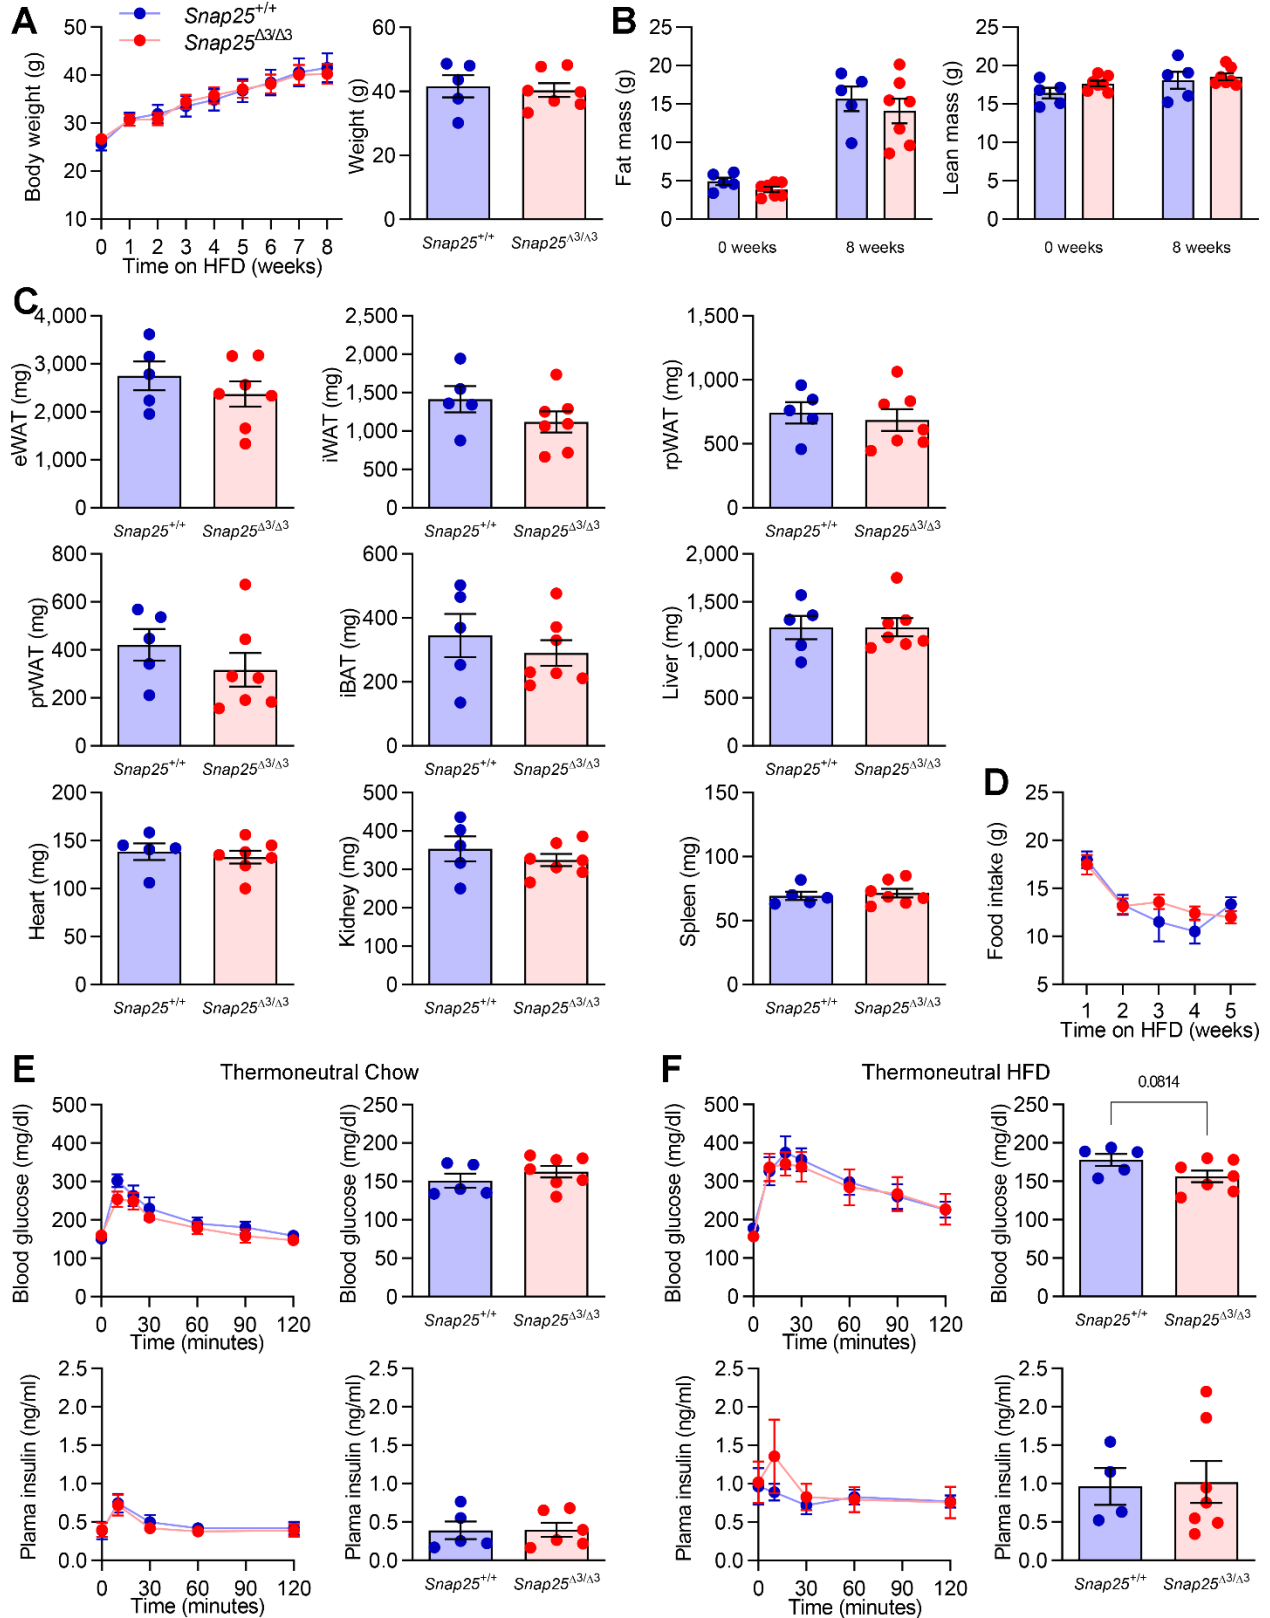 A
Snap25+/+
Snap25Δ3/Δ3
Body weight (g)
50
40
30
20
10
0 1 2 3 4 5 6 7 8
Time on HFD (weeks)
Weight (g)
60
40
20
0
Snap25+/+ Snap25Δ3/Δ3
B
Fat mass (g)
25
20
15
10
5
0
0 weeks 8 weeks
Lean mass (g)
25
20
15
10
5
0
0 weeks 8 weeks
C
eWAT (mg)
4,000
3,000
2,000
1,000
0
Snap25+/+ Snap25Δ3/Δ3
iWAT (mg)
2,500
2,000
1,500
1,000
500
0
Snap25+/+ Snap25Δ3/Δ3
rpWAT (mg)
1,500
1,000
500
0
Snap25+/+ Snap25Δ3/Δ3
prWAT (mg)
800
600
400
200
0
Snap25+/+ Snap25Δ3/Δ3
iBAT (mg)
600
400
200
0
Snap25+/+ Snap25Δ3/Δ3
Liver (mg)
2,000
1,500
1,000
500
0
Snap25+/+ Snap25Δ3/Δ3
Heart (mg)
200
150
100
50
0
Snap25+/+ Snap25Δ3/Δ3
Kidney (mg)
500
400
300
200
100
0
Snap25+/+ Snap25Δ3/Δ3
Spleen (mg)
150
100
50
0
Snap25+/+ Snap25Δ3/Δ3
D
Food intake (g)
25
20
15
10
5
1 2 3 4 5
Time on HFD (weeks)
E
Thermoneutral Chow
Blood glucose (mg/dl)
500
400
300
200
100
0
0 30 60 90 120
Time (minutes)
Blood glucose (mg/dl)
250
200
150
100
50
0
Snap25+/+ Snap25Δ3/Δ3
Plama insulin (ng/ml)
2.5
2.0
1.5
1.0
0.5
0.0
0 30 60 90 120
Time (minutes)
Plama insulin (ng/ml)
2.5
2.0
1.5
1.0
0.5
0.0
Snap25+/+ Snap25Δ3/Δ3
F
Thermoneutral HFD
Blood glucose (mg/dl)
500
400
300
200
100
0
0 30 60 90 120
Time (minutes)
Blood glucose (mg/dl)
250
200
150
100
50
0
0.0814
Snap25+/+ Snap25Δ3/Δ3
Plama insulin (ng/ml)
2.5
2.0
1.5
1.0
0.5
0.0
0 30 60 90 120
Time (minutes)
Plama insulin (ng/ml)
2.5
2.0
1.5
1.0
0.5
0.0
Snap25+/+ Snap25Δ3/Δ3